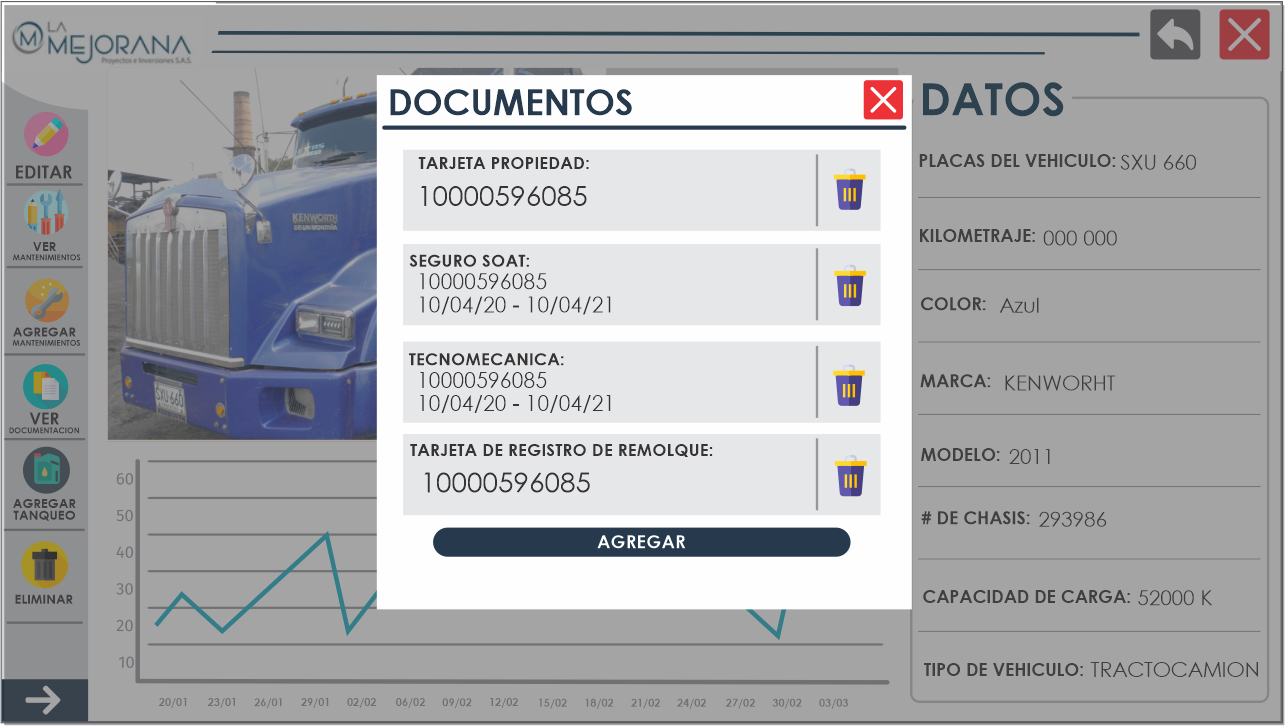 LA
MEJORANA
Proyectos e Inversiones S.A.S.
EDITAR
VER
MANTENIMIENTOS
AGREGAR
MANTENIMIENTOS
VER
DOCUMENTACION
AGREGAR
TANQUEO
ELIMINAR
KENWORTH
SXU 660
DOCUMENTOS
TARJETA PROPIEDAD:
10000596085
SEGURO SOAT:
10000596085
10/04/20 - 10/04/21
TECNOMECANICA:
10000596085
10/04/20 - 10/04/21
TARJETA DE REGISTRO DE REMOLQUE:
10000596085
AGREGAR
60
50
40
30
20
10
20/01 23/01 26/01 29/01 02/02 06/02 09/02 12/02 15/02 18/02 21/02 24/02 27/02 30/02 03/03
DATOS
PLACAS DEL VEHICULO: SXU 660
KILOMETRAJE: 000 000
COLOR: Azul
MARCA: KENWORHT
MODELO: 2011
# DE CHASIS: 293986
CAPACIDAD DE CARGA: 52000 K
TIPO DE VEHICULO: TRACTOCAMION